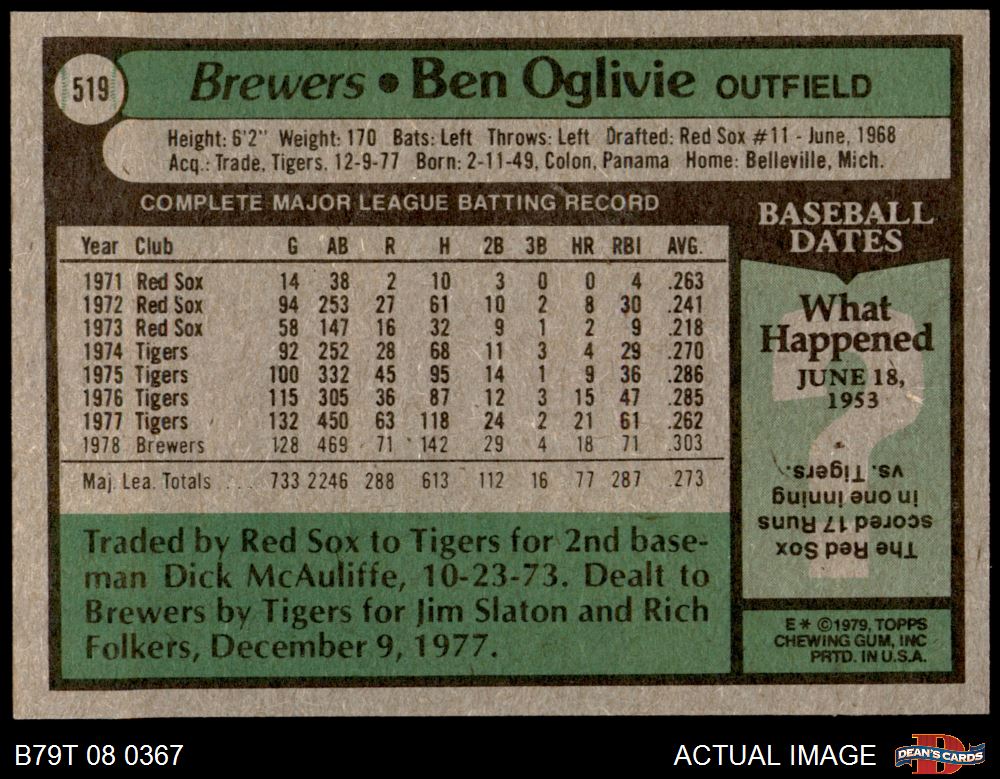 519
Brewers • Ben Oglivie OUTFIELD
Height: 6'2" Weight: 170 Bats: Left Throws: Left Drafted: Red Sox #11 - June, 1968
Acq.: Trade, Tigers, 12-9-77 Born: 2-11-49, Colon, Panama Home: Belleville, Mich.
COMPLETE MAJOR LEAGUE BATTING RECORD
Year Club G AB R H 2B 3B HR RBI AVG.
1971 Red Sox 14 38 2 10 3 0 0 4 .263
1972 Red Sox 94 253 27 61 10 2 8 30 .241
1973 Red Sox 58 147 16 32 9 1 2 9 .218
1974 Tigers 92 252 28 68 11 3 4 29 .270
1975 Tigers 100 332 45 95 14 1 9 36 .286
1976 Tigers 115 305 36 87 12 3 15 47 .285
1977 Tigers 132 450 63 118 24 2 21 61 .262
1978 Brewers 128 469 71 142 29 4 18 71 .303
Maj. Lea. Totals ... 733 2246 288 613 112 16 77 287 .273
Traded by Red Sox to Tigers for 2nd base-
man Dick McAuliffe, 10-23-73. Dealt to
Brewers by Tigers for Jim Slaton and Rich
Folkers, December 9, 1977.
BASEBALL
DATES
What
Happened
JUNE 18,
1953
?
The Red Sox
scored 17 Runs
in one inning
vs. Tigers.
E* ©1979, TOPPS
CHEWING GUM, INC
PRTD. IN U.S.A.
B79T 08 0367
ACTUAL IMAGE
D
DEAN'S CARDS